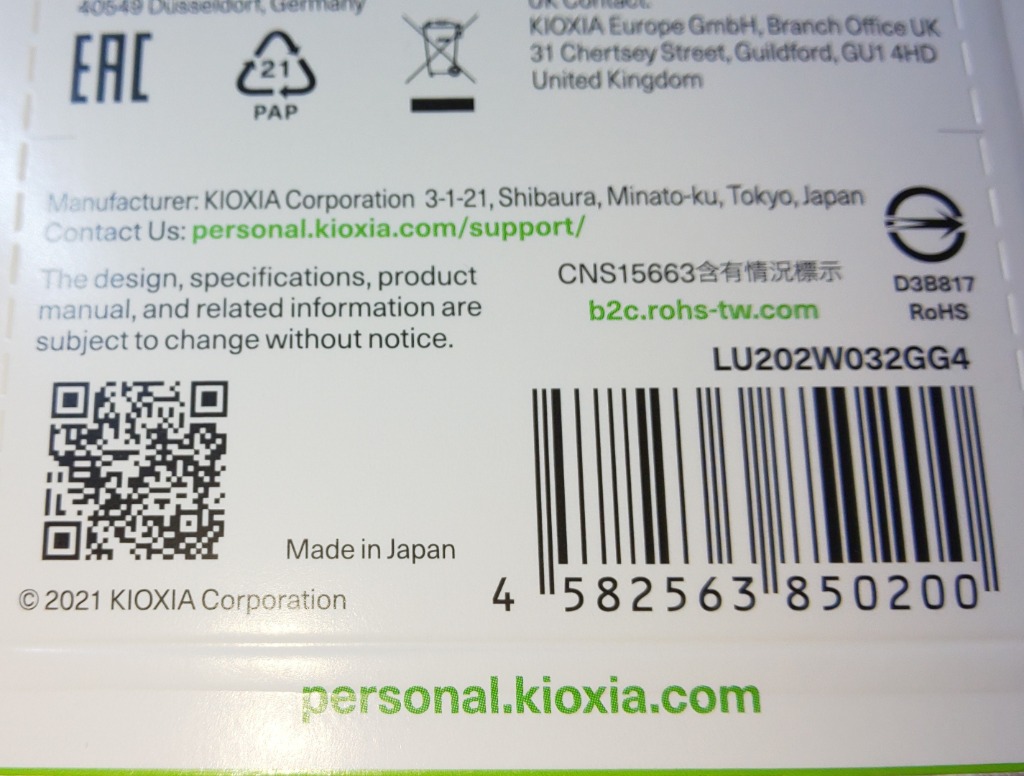 40549 Düsseldorf, Germany
UK Contact:
KIOXIA Europe GmbH, Branch Office UK
31 Chertsey Street, Guildford, GU1 4HD
United Kingdom
EAC
21
PAP
Manufacturer: KIOXIA Corporation 3-1-21, Shibaura, Minato-ku, Tokyo, Japan
Contact Us: personal.kioxia.com/support/
The design, specifications, product
manual, and related information are
subject to change without notice.
CNS15663含有情況標示
b2c.rohs-tw.com
D3B817
RoHS
LU202W032GG4
Made in Japan
© 2021 KIOXIA Corporation
4 582563 850200
personal.kioxia.com